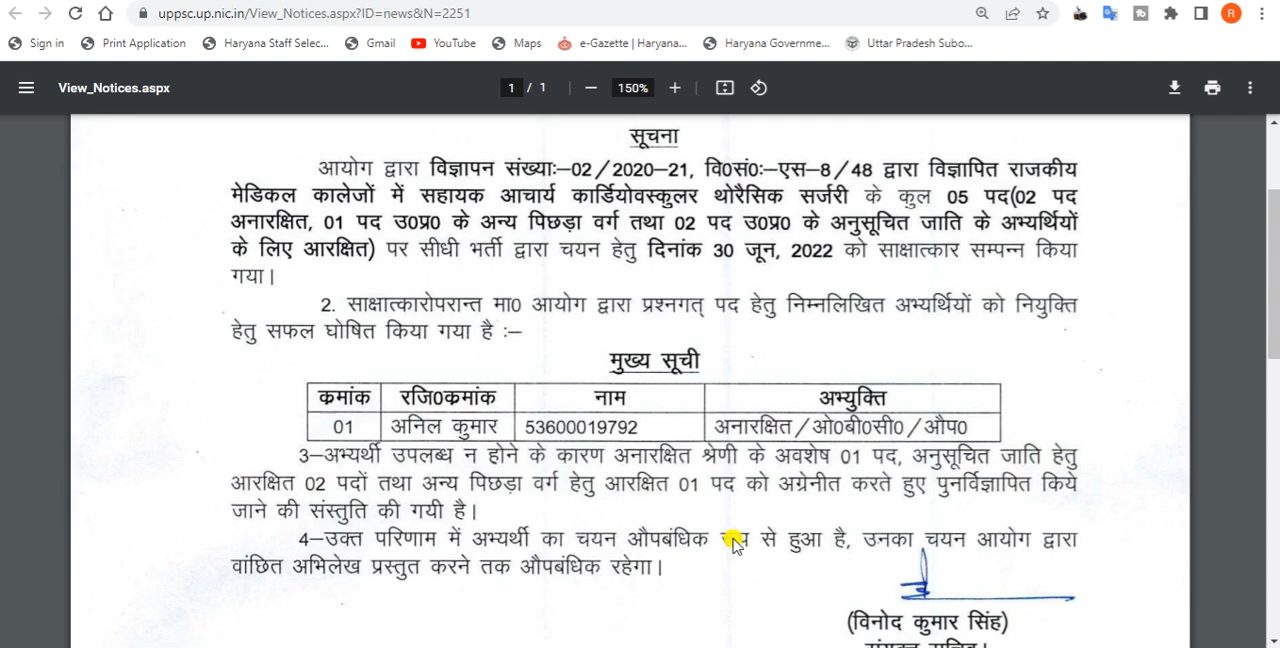 uppsc.up.nic.in/View_Notices.aspx?ID=news&N=2251
R
Sign in Print Application Haryana Staff Selec... Gmail YouTube Maps e-Gazette | Haryana... Haryana Governme... Uttar Pradesh Subo...
View_Notices.aspx 1 / 1 — 150% +
सूचना
आयोग द्वारा विज्ञापन संख्याः–02/2020–21, वि0सं0ः–एस–8/48 द्वारा विज्ञापित राजकीय
मेडिकल कालेजों में सहायक आचार्य कार्डियोवस्कुलर थोरैसिक सर्जरी के कुल 05 पद(02 पद
अनारक्षित, 01 पद उ0प्र0 के अन्य पिछड़ा वर्ग तथा 02 पद उ0प्र0 के अनुसूचित जाति के अभ्यर्थियों
के लिए आरक्षित) पर सीधी भर्ती द्वारा चयन हेतु दिनांक 30 जून, 2022 को साक्षात्कार सम्पन्न किया
गया।
2. साक्षात्कारोपरान्त मा0 आयोग द्वारा प्रश्नगत् पद हेतु निम्नलिखित अभ्यर्थियों को नियुक्ति
हेतु सफल घोषित किया गया है :–
मुख्य सूची
क्रमांक रजि0क्रमांक नाम अभ्युक्ति
01 अनिल कुमार 53600019792 अनारक्षित/ओ0बी0सी0/औप0
3–अभ्यर्थी उपलब्ध न होने के कारण अनारक्षित श्रेणी के अवशेष 01 पद, अनुसूचित जाति हेतु
आरक्षित 02 पदों तथा अन्य पिछड़ा वर्ग हेतु आरक्षित 01 पद को अग्रेनीत करते हुए पुनर्विज्ञापित किये
जाने की संस्तुति की गयी है।
4–उक्त परिणाम में अभ्यर्थी का चयन औपबंधिक से हुआ है, उनका चयन आयोग द्वारा
वांछित अभिलेख प्रस्तुत करने तक औपबंधिक रहेगा।
(विनोद कुमार सिंह)